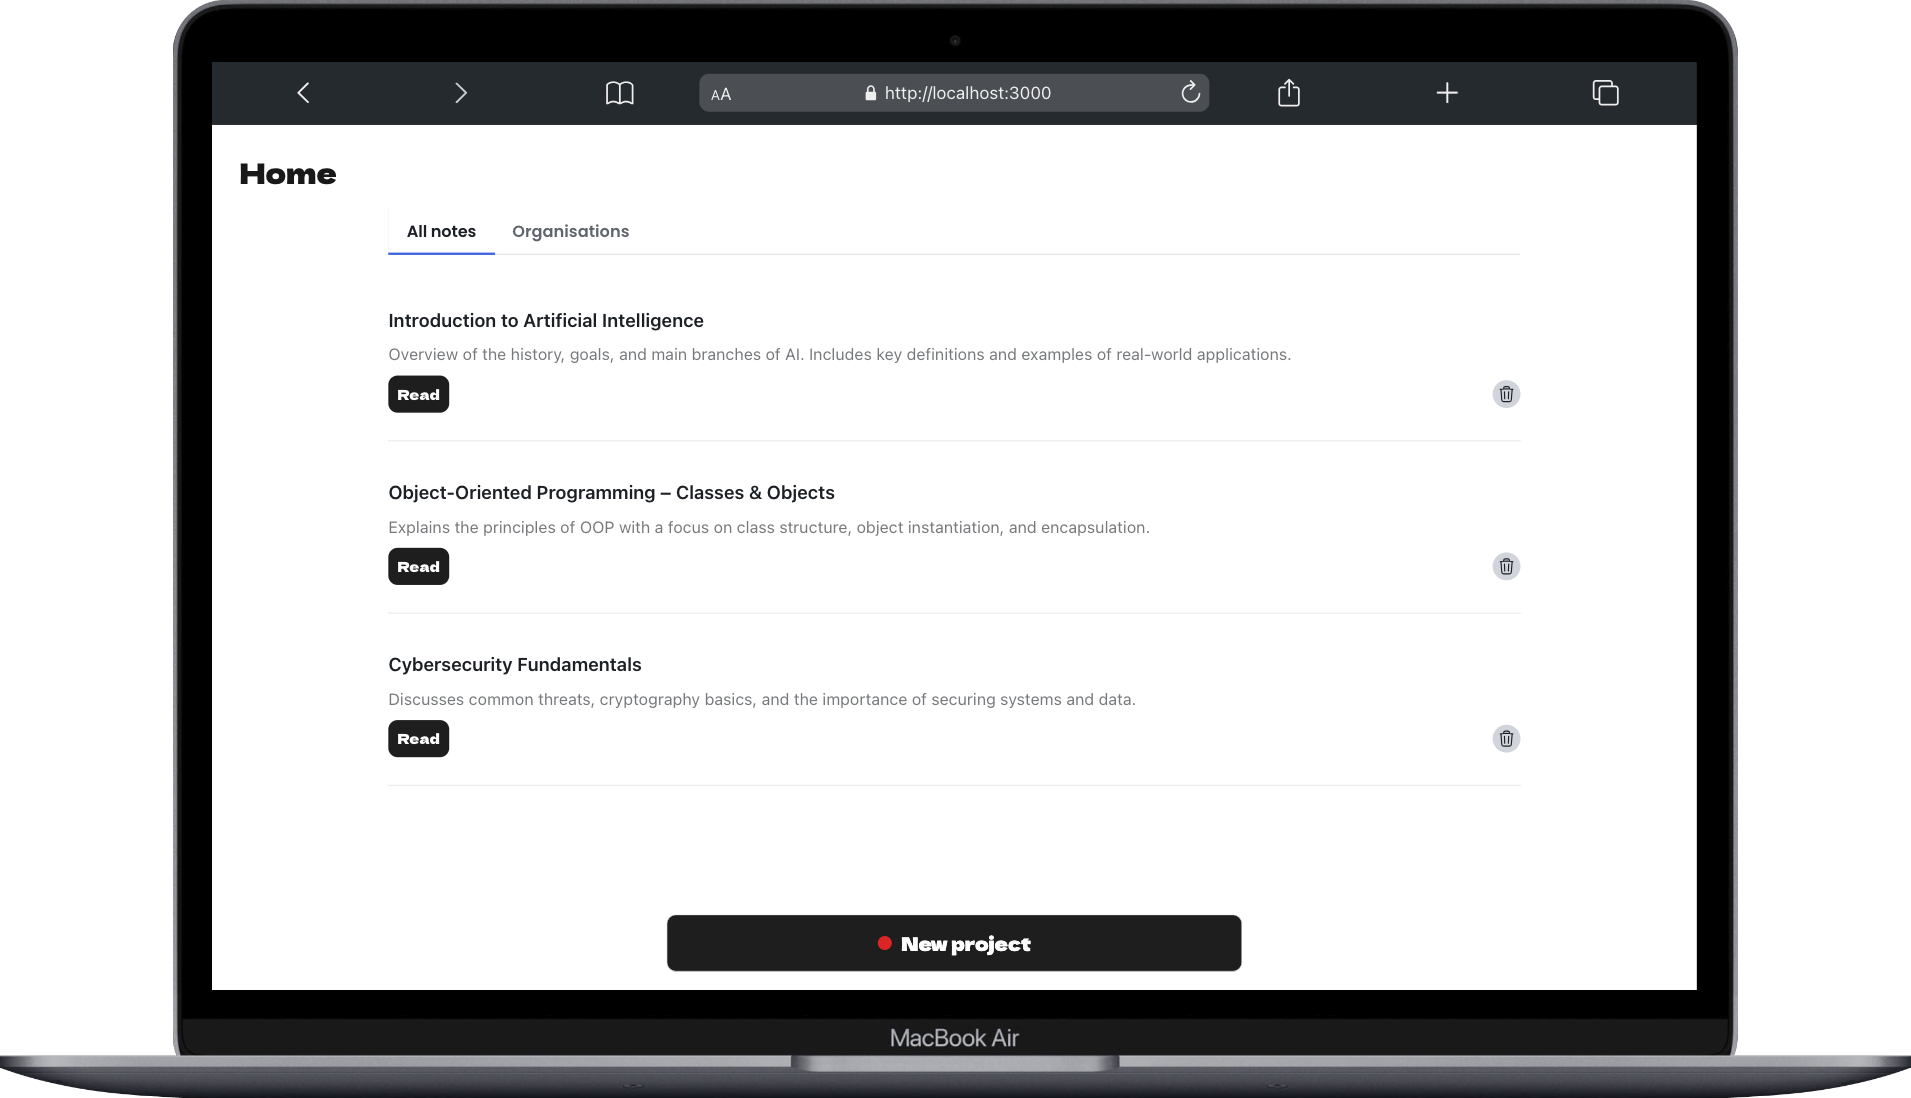 AA http://localhost:3000
Home
All notes Organisations
Introduction to Artificial Intelligence
Overview of the history, goals, and main branches of AI. Includes key definitions and examples of real-world applications.
Read
Object-Oriented Programming – Classes & Objects
Explains the principles of OOP with a focus on class structure, object instantiation, and encapsulation.
Read
Cybersecurity Fundamentals
Discusses common threats, cryptography basics, and the importance of securing systems and data.
Read
New project
MacBook Air